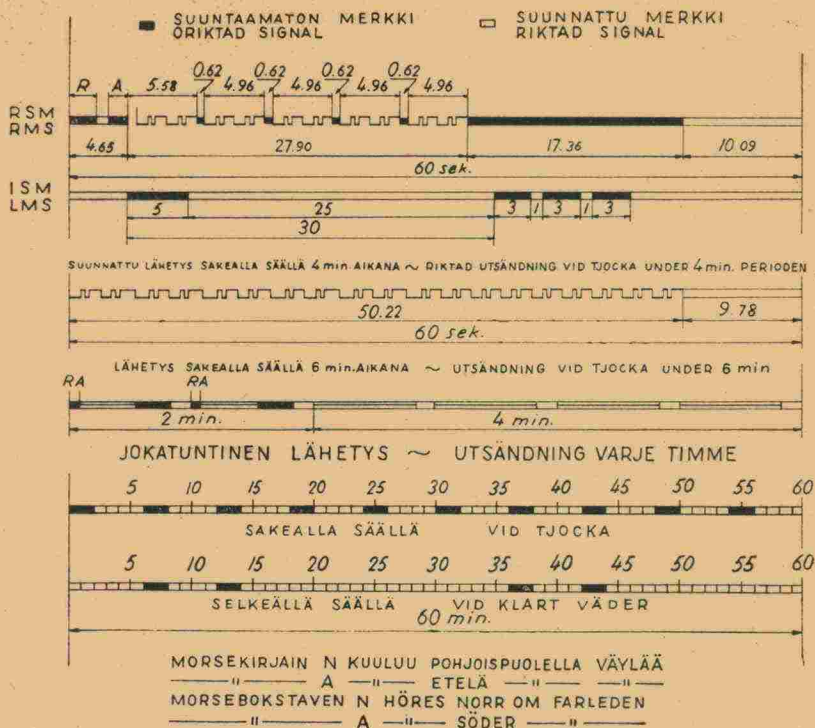 SUUNTAAMATON MERKKI
ORIKTAD SIGNAL
SUUNNATTU MERKKI
RIKTAD SIGNAL
R A 5.58 0.62 4.96 0.62 4.96 0.62 4.96 0.62 4.96
RSM
RMS
4.65 27.90 17.36 10.09
60 sek.
ISM
LMS
5 25 3 1 3 1 3
30
SUUNNATTU LÄHETYS SAKEALLA SÄÄLLÄ 4 min AIKANA ~ RIKTAD UTSÄNDNING VID TJOCKA UNDER 4 min. PERIODEN
50.22 9.78
60 sek.
LÄHETYS SAKEALLA SÄÄLLÄ 6 min. AIKANA ~ UTSÄNDNING VID TJOCKA UNDER 6 min
RA RA
2 min. 4 min.
JOKATUNTINEN LÄHETYS ~ UTSÄNDNING VARJE TIMME
5 10 15 20 25 30 35 40 45 50 55 60
SAKEALLA SÄÄLLÄ VID TJOCKA
5 10 15 20 25 30 35 40 45 50 55 60
SELKEÄLLÄ SÄÄLLÄ VID KLART VÄDER
60 min.
MORSEKIRJAIN N KUULUU POHJOISPUOLELLA VÄYLÄÄ
—"— A —"— ETELÄ —"— —"—
MORSEBOKSTAVEN N HÖRES NORR OM FARLEDEN
—"— A —"— SÖDER —"—